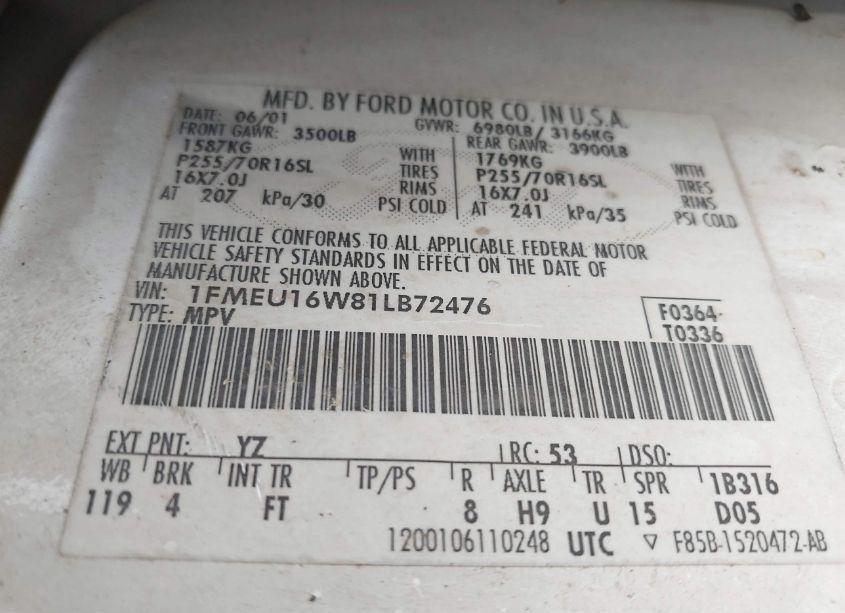 MFD. BY FORD MOTOR CO. IN U.S.A.
DATE: 06/01 GVWR: 6980LB/ 3166KG
FRONT GAWR: 3500LB REAR GAWR: 3900LB
1587KG WITH 1769KG WITH
P255/70R16SL TIRES P255/70R16SL TIRES
16X7.0J RIMS 16X7.0J RIMS
AT 207 kPa/30 PSI COLD AT 241 kPa/35 PSI COLD
THIS VEHICLE CONFORMS TO ALL APPLICABLE FEDERAL MOTOR
VEHICLE SAFETY STANDARDS IN EFFECT ON THE DATE OF
MANUFACTURE SHOWN ABOVE.
VIN: 1FMEU16W81LB72476 F0364-
TYPE: MPV T0336
EXT PNT: YZ RC: 53 DSO:
WB BRK INT TR TP/PS R AXLE TR SPR 1B316
119 4 FT 8 H9 U 15 D05
1200106110248 UTC ▽ F85B-1520472-AB